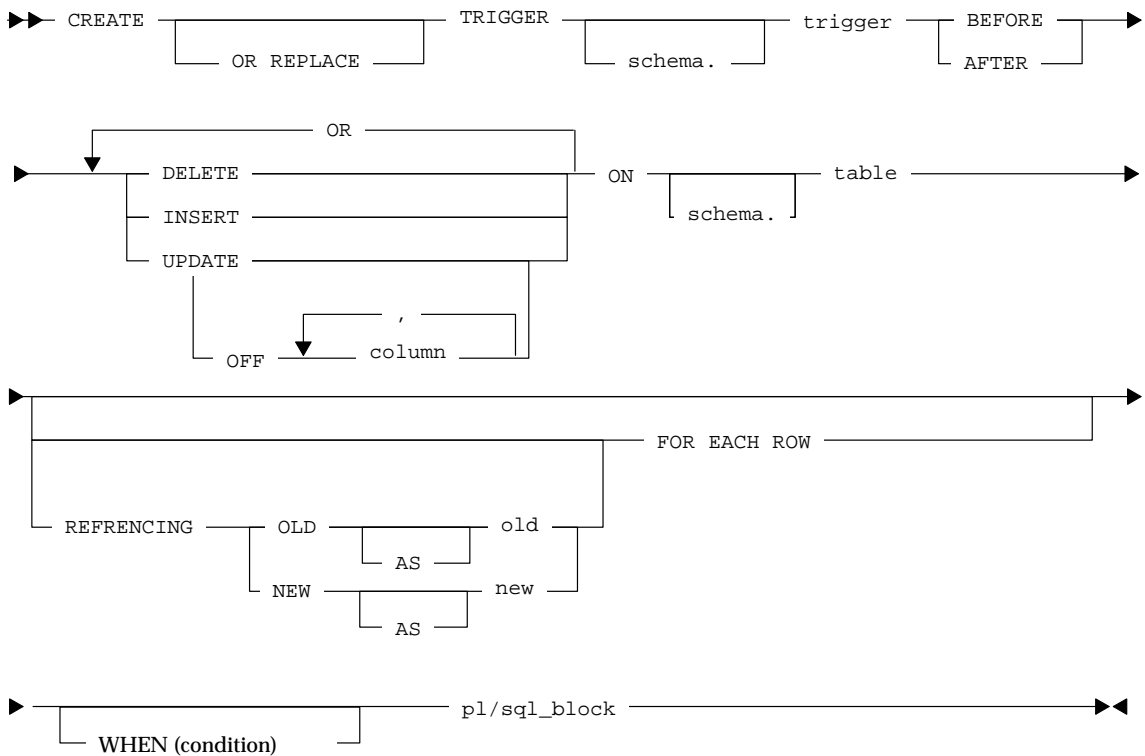 CREATE TRIGGER trigger BEFORE
OR REPLACE schema. AFTER
OR
DELETE ON table
INSERT schema.
UPDATE
,
OFF column
FOR EACH ROW
REFRENCING OLD old
AS
NEW new
AS
pl/sql_block
WHEN (condition)